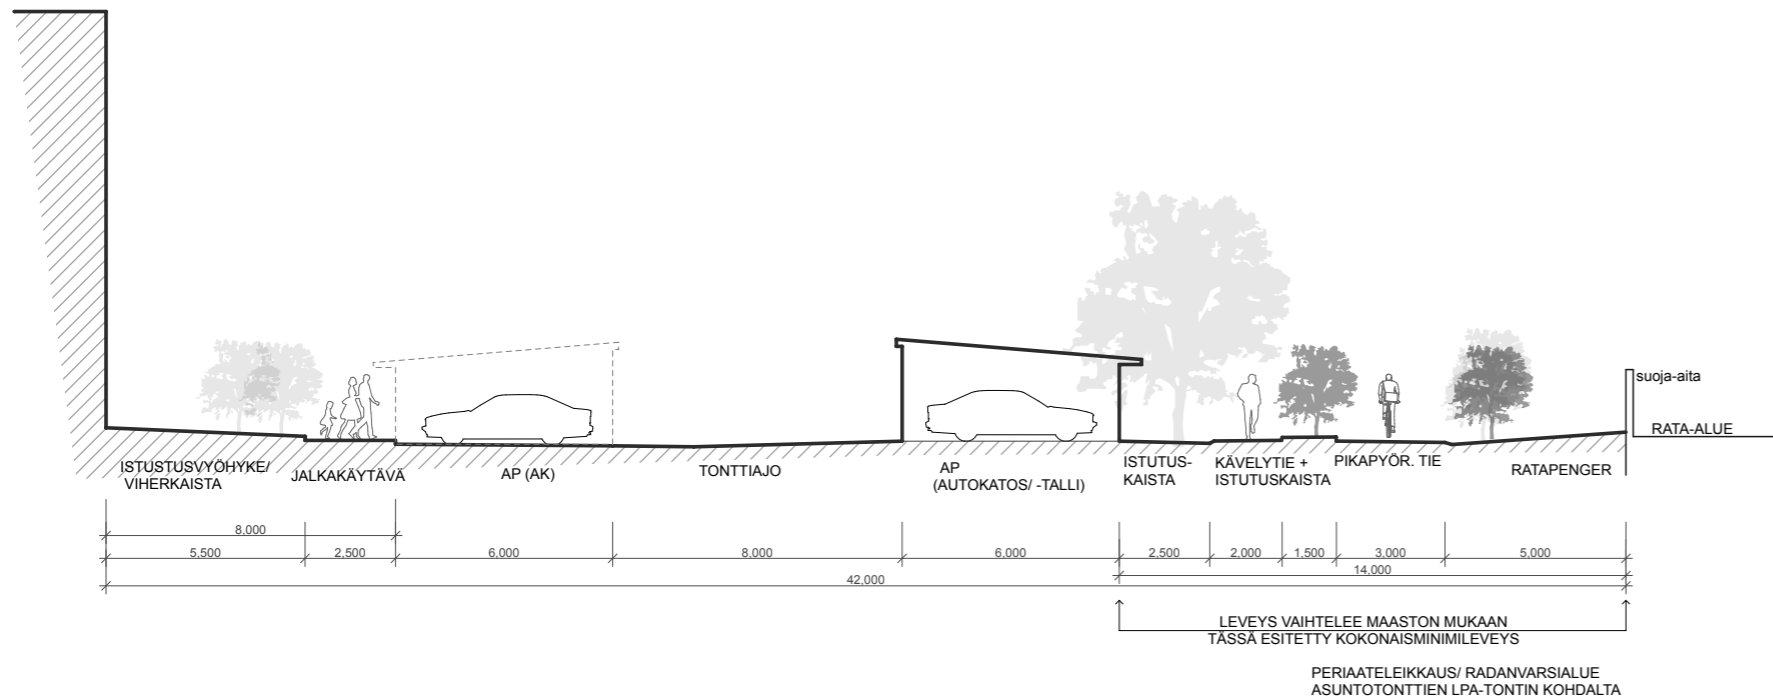 suoja-aita
RATA-ALUE
ISTUSTUSVYÖHYKE/
VIHERKAISTA
JALKAKÄYTÄVÄ
AP (AK)
TONTTIAJO
AP
(AUTOKATOS/ -TALLI)
ISTUTUS-
KAISTA
KÄVELYTIE +
ISTUTUSKAISTA
PIKAPYÖR. TIE
RATAPENGER
8,000
5,500
2,500
6,000
8,000
6,000
2,500
2,000
1,500
3,000
5,000
14,000
42,000
LEVEYS VAIHTELEE MAASTON MUKAAN
TÄSSÄ ESITETTY KOKONAISMINIMILEVEYS
PERIAATELEIKKAUS/ RADANVARSIALUE
ASUNTOTONTTIEN LPA-TONTIN KOHDALTA